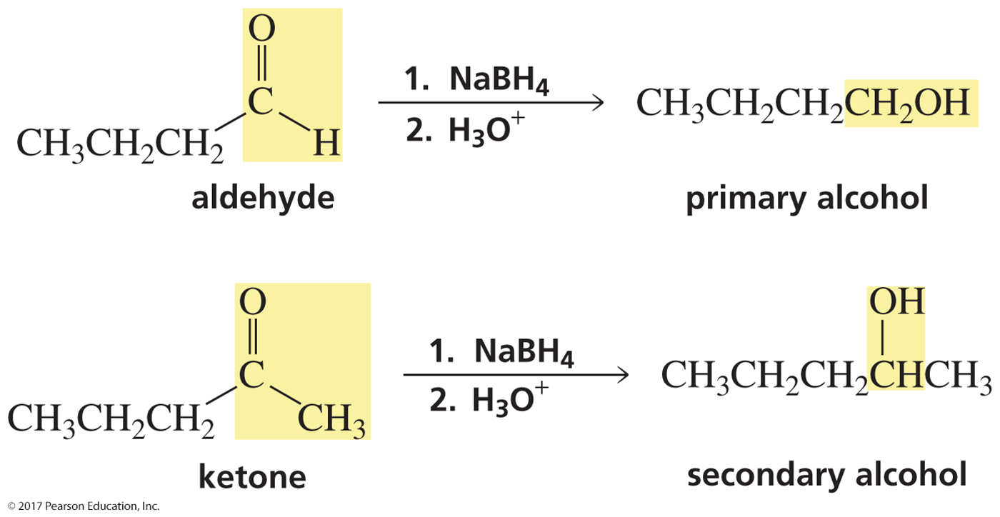 O
C
CH₃CH₂CH₂ H
aldehyde
1. NaBH₄
2. H₃O⁺
CH₃CH₂CH₂CH₂OH
primary alcohol
O
C
CH₃CH₂CH₂ CH₃
ketone
1. NaBH₄
2. H₃O⁺
OH
CH₃CH₂CH₂CHCH₃
secondary alcohol
© 2017 Pearson Education, Inc.